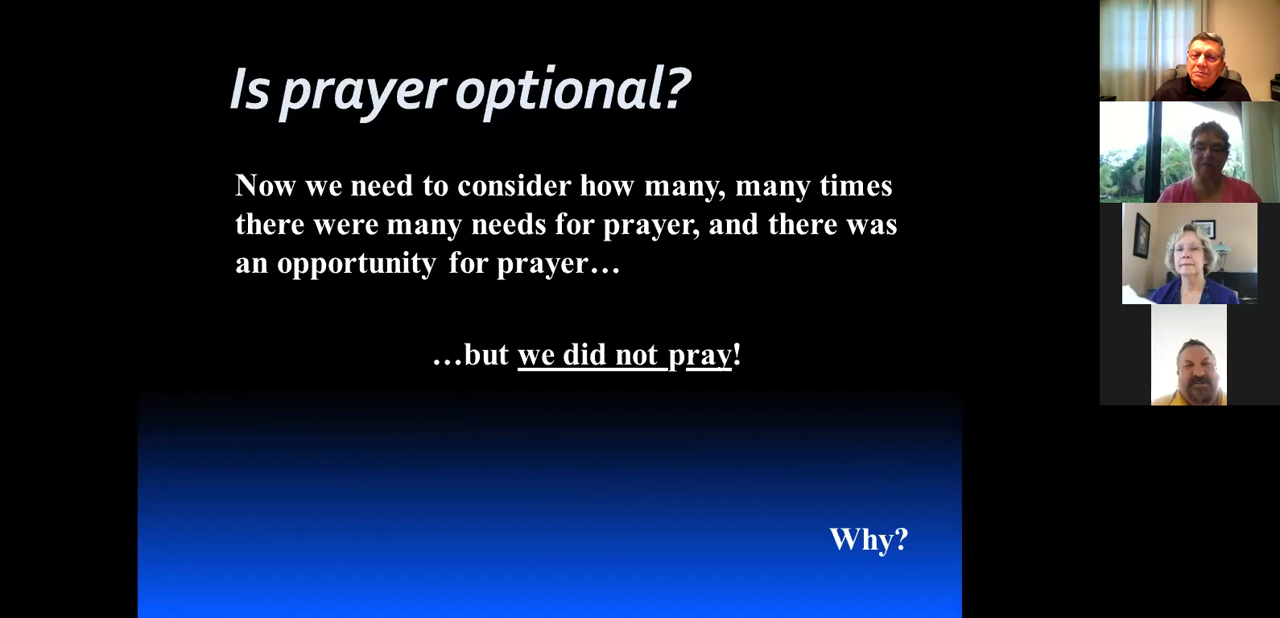 Is prayer optional?
Now we need to consider how many, many times
there were many needs for prayer, and there was
an opportunity for prayer…
…but we did not pray!
Why?